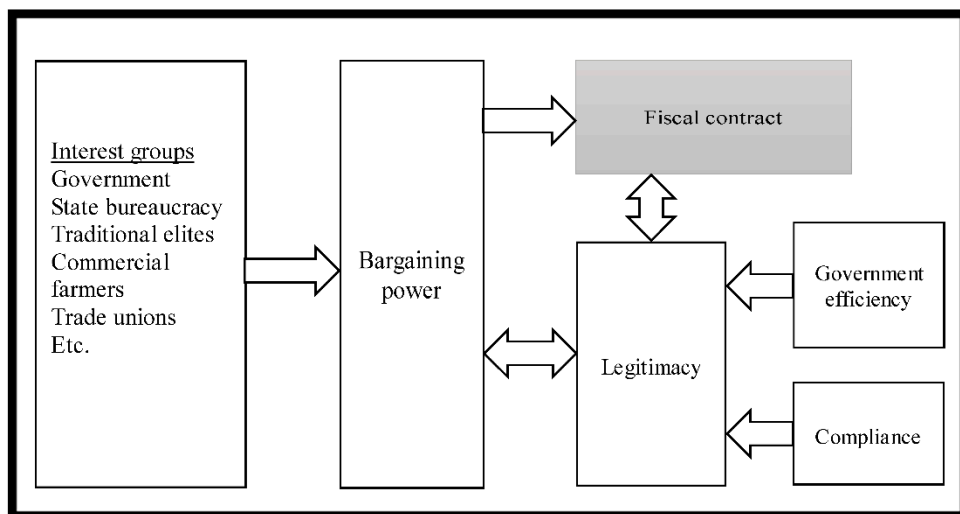 Interest groups
Government
State bureaucracy
Traditional elites
Commercial
farmers
Trade unions
Etc.
Bargaining
power
Fiscal contract
Legitimacy
Government
efficiency
Compliance